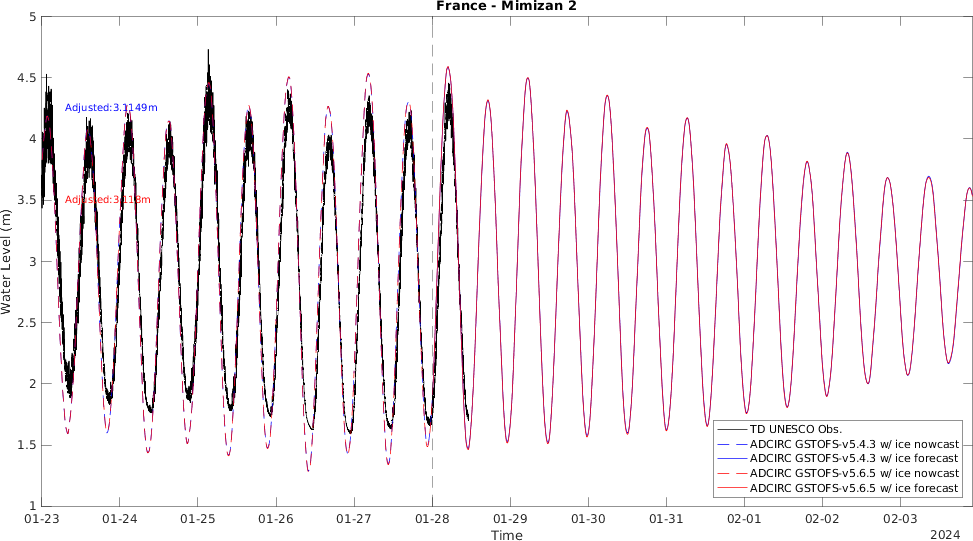 France - Mimizan 2
5
4.5
4
3.5
3
2.5
2
1.5
1
Water Level (m)
Adjusted:3.1149m
Adjusted:3.113m
TD UNESCO Obs.
ADCIRC GSTOFS-v5.4.3 w/ ice nowcast
ADCIRC GSTOFS-v5.4.3 w/ ice forecast
ADCIRC GSTOFS-v5.6.5 w/ ice nowcast
ADCIRC GSTOFS-v5.6.5 w/ ice forecast
01-23 01-24 01-25 01-26 01-27 01-28 01-29 01-30 01-31 02-01 02-02 02-03
Time
2024